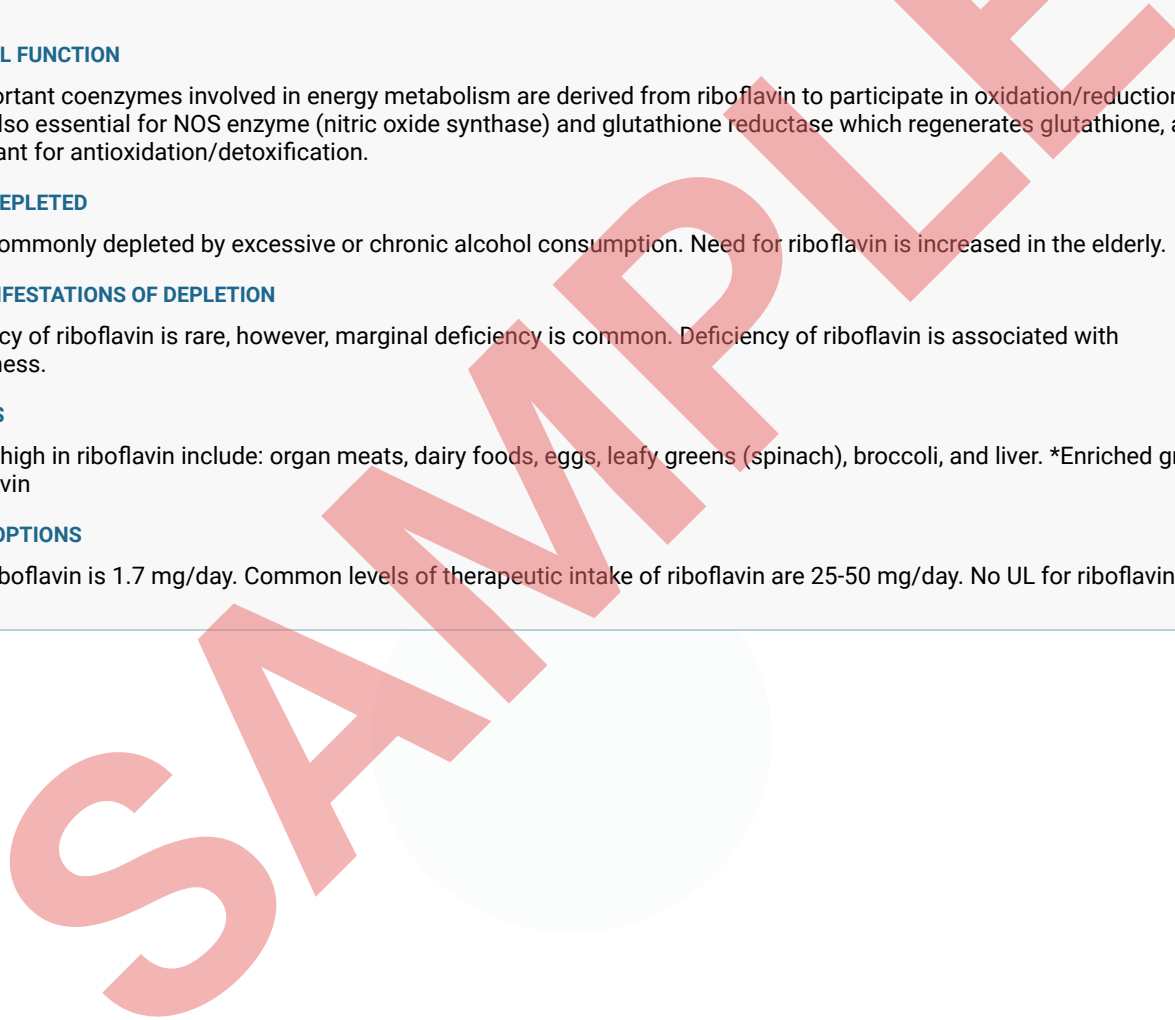 L FUNCTION
ortant coenzymes involved in energy metabolism are derived from riboflavin to participate in oxidation/reduction
lso essential for NOS enzyme (nitric oxide synthase) and glutathione reductase which regenerates glutathione, a
ant for antioxidation/detoxification.
EPLETED
ommonly depleted by excessive or chronic alcohol consumption. Need for riboflavin is increased in the elderly.
IFESTATIONS OF DEPLETION
cy of riboflavin is rare, however, marginal deficiency is common. Deficiency of riboflavin is associated with
ness.
S
high in riboflavin include: organ meats, dairy foods, eggs, leafy greens (spinach), broccoli, and liver. *Enriched gr
vin
OPTIONS
boflavin is 1.7 mg/day. Common levels of therapeutic intake of riboflavin are 25-50 mg/day. No UL for riboflavin
SAMPLE